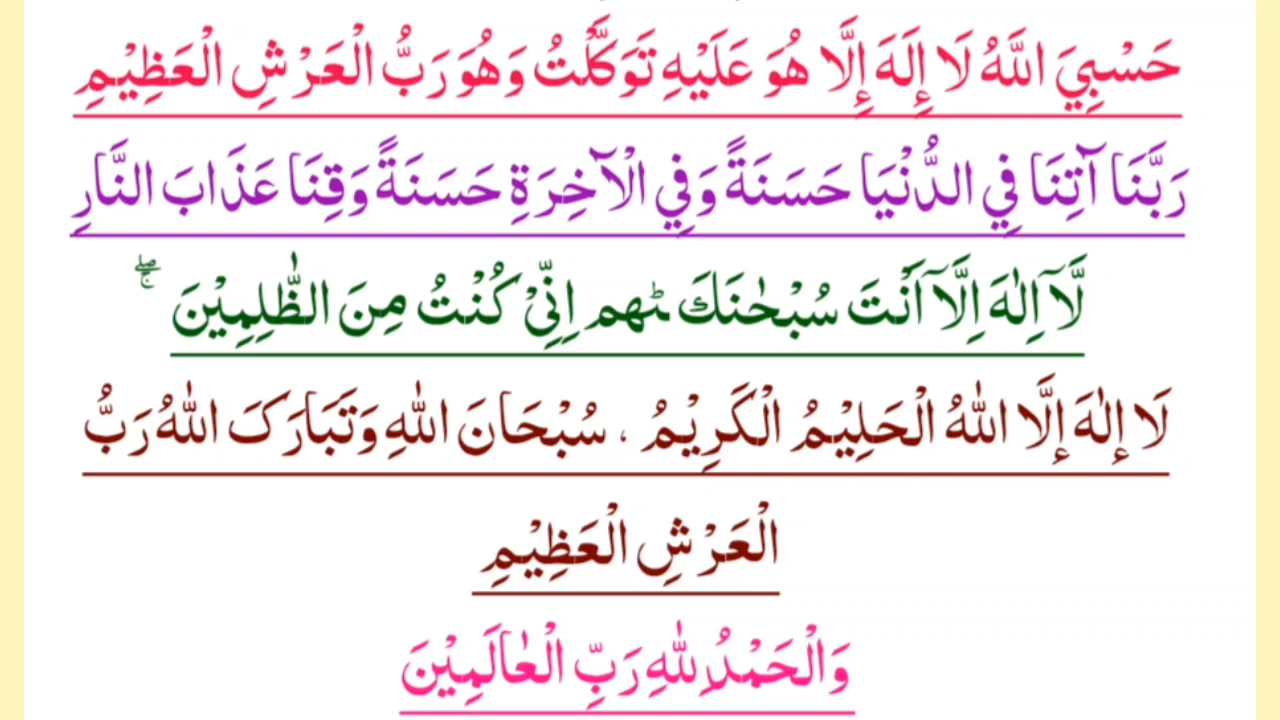 حَسْبِيَ اللَّهُ لَا إِلَهَ إِلَّا هُوَ عَلَيْهِ تَوَكَّلْتُ وَهُوَ رَبُّ الْعَرْشِ الْعَظِيْمِ
رَبَّنَا آتِنَا فِي الدُّنْيَا حَسَنَةً وَفِي الْآخِرَةِ حَسَنَةً وَقِنَا عَذَابَ النَّارِ
لَّآ اِلٰهَ اِلَّآ اَنْتَ سُبْحٰنَكَ اِنِّيْ كُنْتُ مِنَ الظّٰلِمِيْنَ ۖۚ
لَا إِلٰهَ إِلَّا اللهُ الْحَلِيْمُ الْكَرِيْمُ ، سُبْحَانَ اللهِ وَتَبَارَكَ اللهُ رَبُّ
الْعَرْشِ الْعَظِيْمِ
وَالْحَمْدُ لِلّٰهِ رَبِّ الْعٰالَمِيْنَ